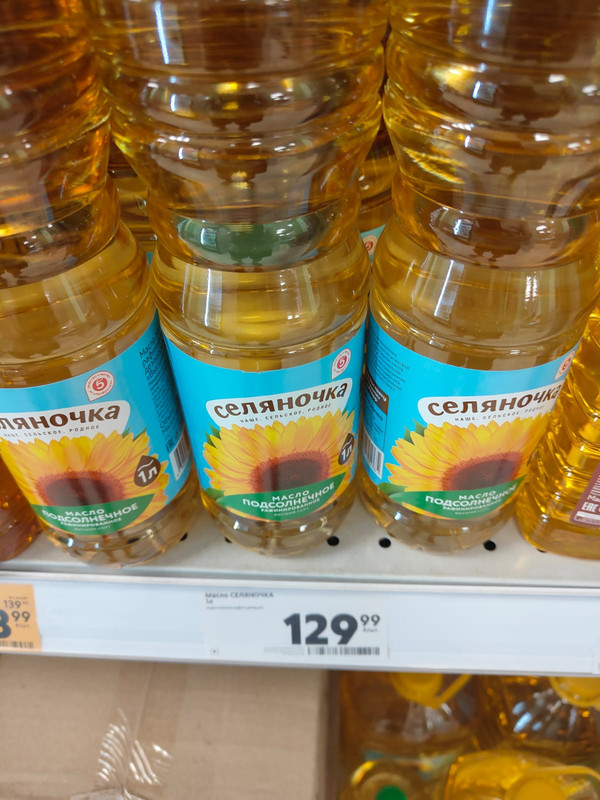 селяночка
НАШЕ. СЕЛЬСКОЕ. РОДНОЕ
1л
МАСЛО
ПОДСОЛНЕЧНОЕ
РАФИНИРОВАННОЕ
селяночка
НАШЕ. СЕЛЬСКОЕ. РОДНОЕ
1л
МАСЛО
ПОДСОЛНЕЧНОЕ
РАФИНИРОВАННОЕ
селяночка
НАШЕ. СЕЛЬСКОЕ. РОДНОЕ
МАСЛО
ПОДСОЛНЕЧНОЕ
РАФИНИРОВАННОЕ
139
99
Масло СЕЛЯНОЧКА
1л
129 99